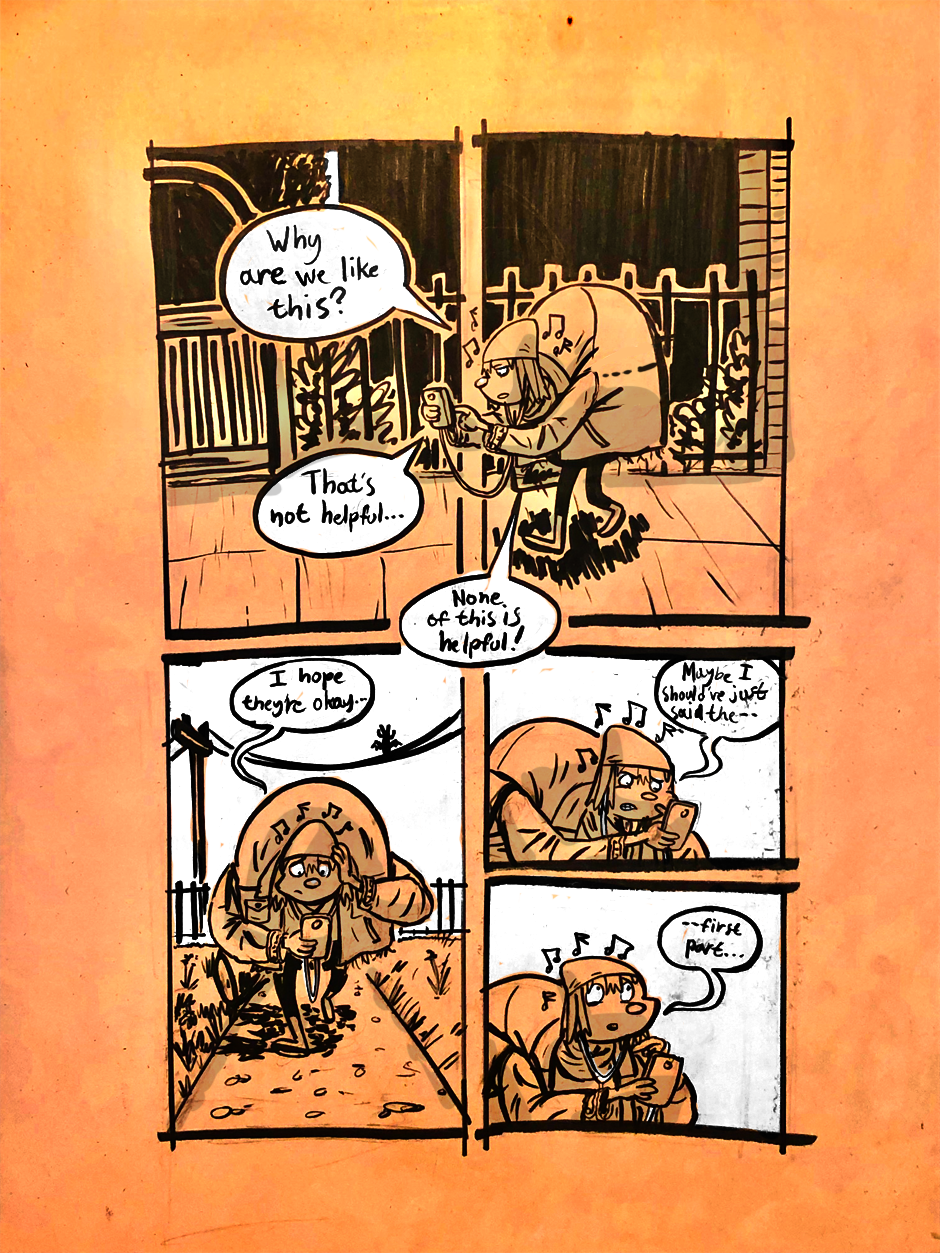 Why
are we like
this?
That's
not helpful...
None
of this is
helpful!
I hope
they're okay...
Maybe I
should've just
said the--
--first
part...